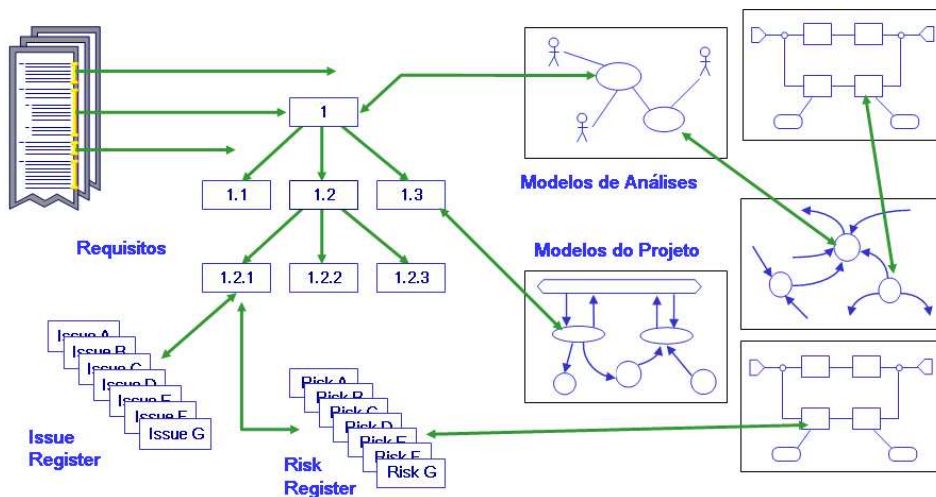 1
Modelos de Análises
1.1
1.2
1.3
Requisitos
Modelos do Projeto
1.2.1
1.2.2
1.2.3
Issue A
Issue B
Issue C
Issue D
Issue E
Issue F
Issue G
Issue
Register
Risk A
Risk B
Risk C
Risk D
Risk E
Risk F
Risk G
Risk
Register